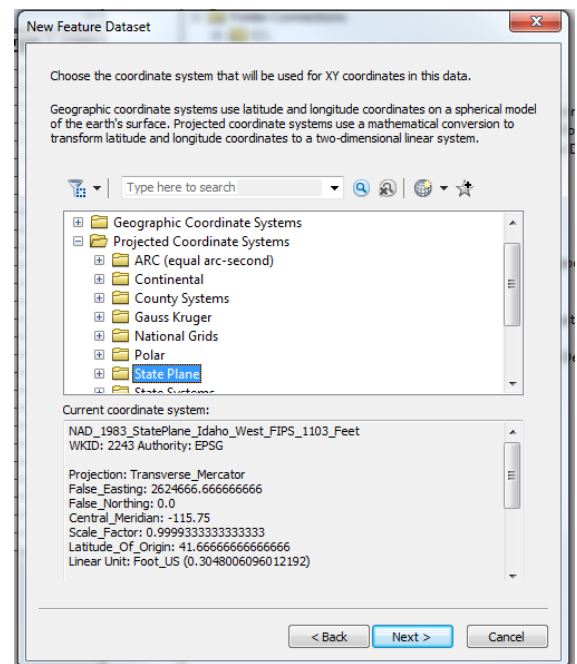 New Feature Dataset
Choose the coordinate system that will be used for XY coordinates in this data.
Geographic coordinate systems use latitude and longitude coordinates on a spherical model
of the earth's surface. Projected coordinate systems use a mathematical conversion to
transform latitude and longitude coordinates to a two-dimensional linear system.
Type here to search
Geographic Coordinate Systems
Projected Coordinate Systems
ARC (equal arc-second)
Continental
County Systems
Gauss Kruger
National Grids
Polar
State Plane
State Systems
Current coordinate system:
NAD_1983_StatePlane_Idaho_West_FIPS_1103_Feet
WKID: 2243 Authority: EPSG
Projection: Transverse_Mercator
False_Easting: 2624666.666666666
False_Northing: 0.0
Central_Meridian: -115.75
Scale_Factor: 0.9999333333333333
Latitude_Of_Origin: 41.66666666666666
Linear Unit: Foot_US (0.3048006096012192)
< Back Next > Cancel